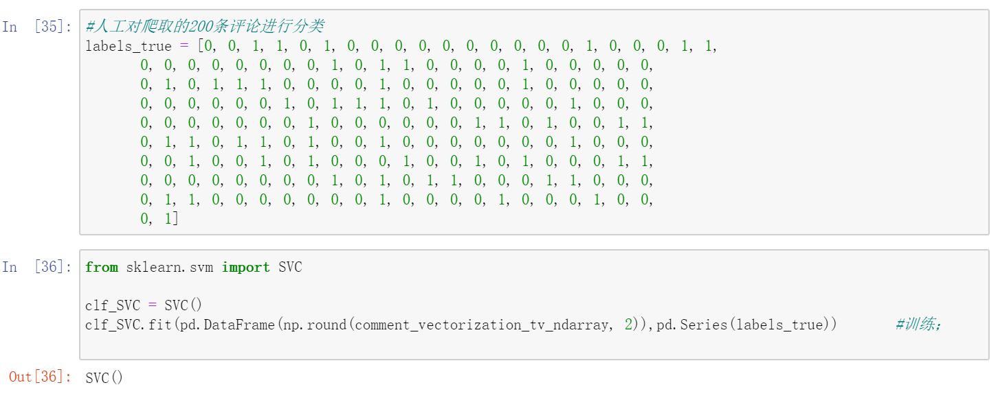 In [35]: #人工对爬取的200条评论进行分类
labels_true = [0, 0, 1, 1, 0, 1, 0, 0, 0, 0, 0, 0, 0, 0, 0, 0, 1, 0, 0, 0, 1, 1,
0, 0, 0, 0, 0, 0, 0, 0, 1, 0, 1, 1, 0, 0, 0, 0, 1, 0, 0, 0, 0, 0,
0, 1, 0, 1, 1, 1, 0, 0, 0, 0, 1, 0, 0, 0, 0, 0, 1, 0, 0, 0, 0, 0,
0, 0, 0, 0, 0, 0, 1, 0, 1, 1, 1, 0, 1, 0, 0, 0, 0, 0, 1, 0, 0, 0,
0, 0, 0, 0, 0, 0, 0, 1, 0, 0, 0, 0, 0, 0, 1, 1, 0, 1, 0, 0, 1, 1,
0, 1, 1, 0, 1, 1, 0, 1, 0, 0, 1, 0, 0, 0, 0, 0, 0, 0, 1, 0, 0, 0,
0, 0, 1, 0, 0, 1, 0, 1, 0, 0, 0, 1, 0, 0, 1, 0, 1, 0, 0, 0, 1, 1,
0, 0, 0, 0, 0, 0, 0, 0, 1, 0, 1, 0, 1, 1, 0, 0, 0, 1, 1, 0, 0, 0,
0, 1, 1, 0, 0, 0, 0, 0, 0, 0, 1, 0, 0, 0, 0, 1, 0, 0, 0, 1, 0, 0,
0, 1]
In [36]: from sklearn.svm import SVC
clf_SVC = SVC()
clf_SVC.fit(pd.DataFrame(np.round(comment_vectorization_tv_ndarray, 2)),pd.Series(labels_true)) #训练;
Out[36]: SVC()